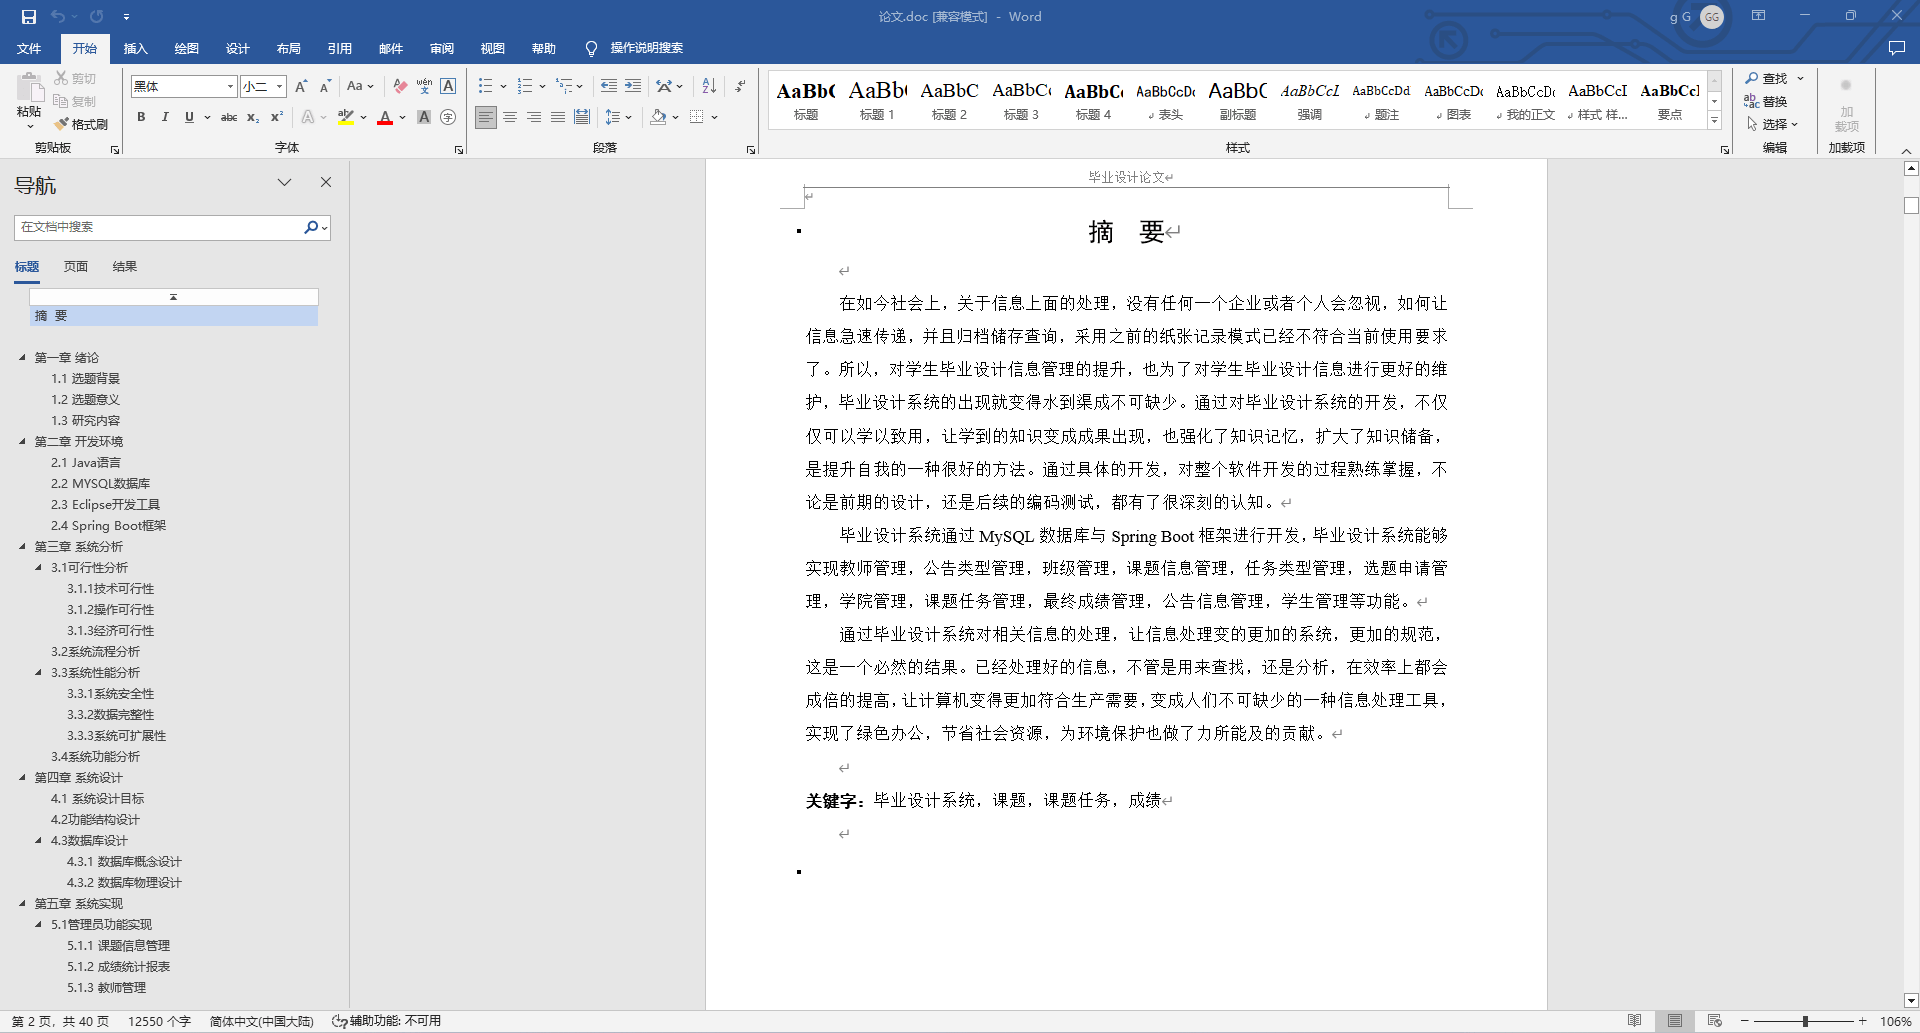 论文.doc [兼容模式] - Word
g G
GG
文件 开始 插入 绘图 设计 布局 引用 邮件 审阅 视图 帮助 操作说明搜索
粘贴
剪切
复制
格式刷
剪贴板
黑体 小二
字体
段落
AaBb( 标题
AaBb( 标题 1
AaBbC 标题 2
AaBbC( 标题 3
AaBbC( 标题 4
AaBbCcDc 表头
AaBbC 副标题
AaBbCcL 强调
AaBbCcDd. 题注
AaBbCcDc 图表
AaBbCcDc 我的正文
AaBbCcI 样式 样...
AaBbCcI 要点
样式
查找
替换
选择
编辑
加
载项
加载项
导航
在文档中搜索
标题 页面 结果
摘 要
第一章 绪论
1.1 选题背景
1.2 选题意义
1.3 研究内容
第二章 开发环境
2.1 Java语言
2.2 MYSQL数据库
2.3 Eclipse开发工具
2.4 Spring Boot框架
第三章 系统分析
3.1可行性分析
3.1.1技术可行性
3.1.2操作可行性
3.1.3经济可行性
3.2系统流程分析
3.3系统性能分析
3.3.1系统安全性
3.3.2数据完整性
3.3.3系统可扩展性
3.4系统功能分析
第四章 系统设计
4.1 系统设计目标
4.2功能结构设计
4.3数据库设计
4.3.1 数据库概念设计
4.3.2 数据库物理设计
第五章 系统实现
5.1管理员功能实现
5.1.1 课题信息管理
5.1.2 成绩统计报表
5.1.3 教师管理
毕业设计论文
摘 要
在如今社会上，关于信息上面的处理，没有任何一个企业或者个人会忽视，如何让
信息急速传递，并且归档储存查询，采用之前的纸张记录模式已经不符合当前使用要求
了。所以，对学生毕业设计信息管理的提升，也为了对学生毕业设计信息进行更好的维
护，毕业设计系统的出现就变得水到渠成不可缺少。通过对毕业设计系统的开发，不仅
仅可以学以致用，让学到的知识变成成果出现，也强化了知识记忆，扩大了知识储备，
是提升自我的一种很好的方法。通过具体的开发，对整个软件开发的过程熟练掌握，不
论是前期的设计，还是后续的编码测试，都有了很深刻的认知。
毕业设计系统通过 MySQL 数据库与 Spring Boot 框架进行开发，毕业设计系统能够
实现教师管理，公告类型管理，班级管理，课题信息管理，任务类型管理，选题申请管
理，学院管理，课题任务管理，最终成绩管理，公告信息管理，学生管理等功能。
通过毕业设计系统对相关信息的处理，让信息处理变的更加的系统，更加的规范，
这是一个必然的结果。已经处理好的信息，不管是用来查找，还是分析，在效率上都会
成倍的提高，让计算机变得更加符合生产需要，变成人们不可缺少的一种信息处理工具，
实现了绿色办公，节省社会资源，为环境保护也做了力所能及的贡献。
关键字：毕业设计系统，课题，课题任务，成绩
第 2 页，共 40 页 12550 个字 简体中文(中国大陆) 辅助功能: 不可用
106%